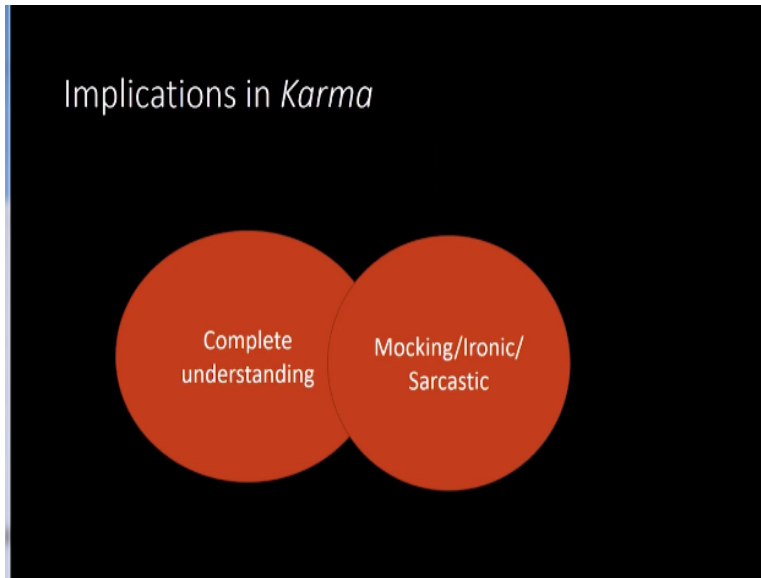 Implications in Karma
Complete
understanding
Mocking/Ironic/
Sarcastic